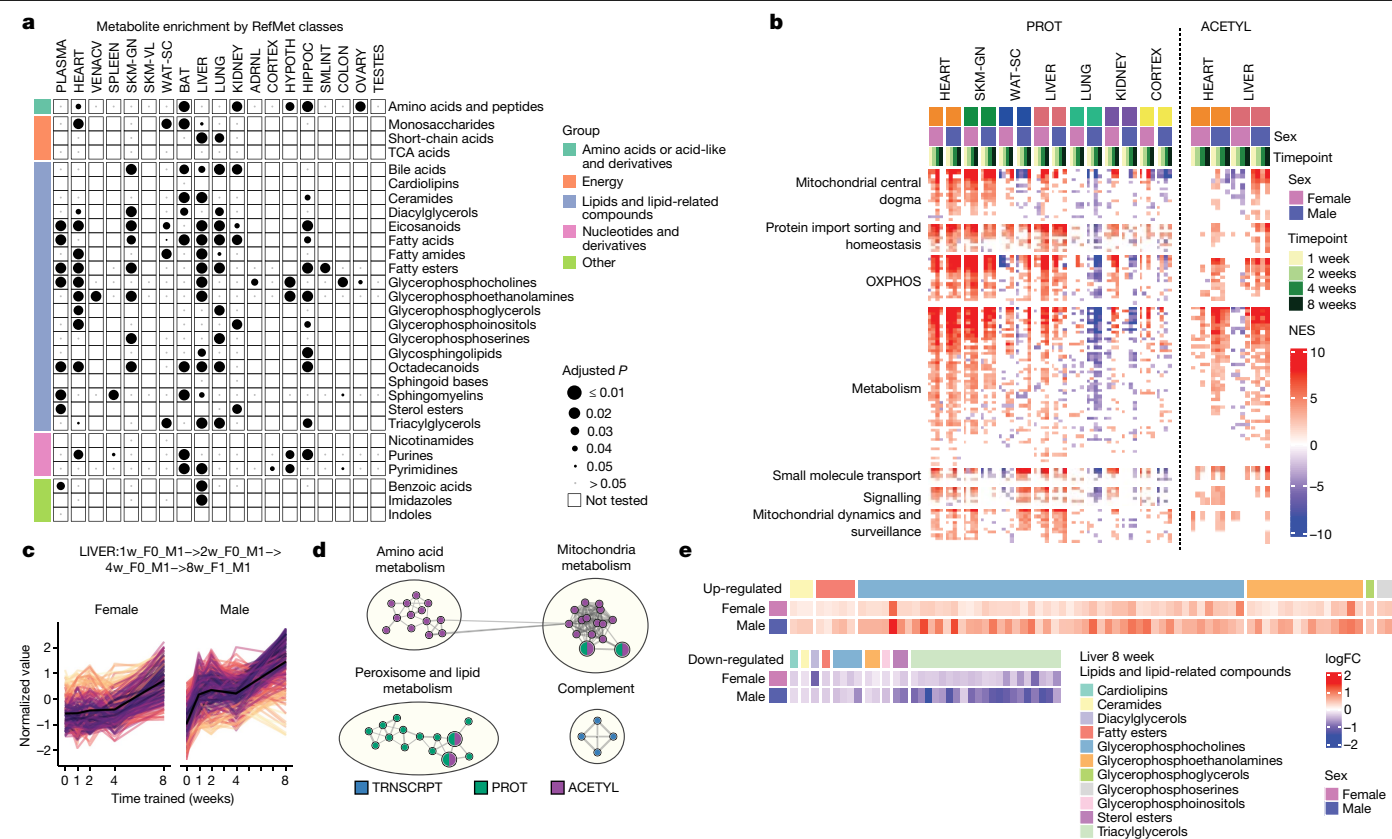 a
Metabolite enrichment by RefMet classes
PLASMA
HEART
VENACV
SPLEEN
SKM-GN
SKM-VL
WAT-SC
BAT
LIVER
LUNG
KIDNEY
ADRNL
CORTEX
HYPOTH
HIPPOC
SMLINT
COLON
OVARY
TESTES
Amino acids and peptides
Monosaccharides
Short-chain acids
TCA acids
Bile acids
Cardiolipins
Ceramides
Diacylglycerols
Eicosanoids
Fatty acids
Fatty amides
Fatty esters
Glycerophosphocholines
Glycerophosphoethanolamines
Glycerophosphoglycerols
Glycerophosphoinositols
Glycerophosphoserines
Glycosphingolipids
Octadecanoids
Sphingoid bases
Sphingomyelins
Sterol esters
Triacylglycerols
Nicotinamides
Purines
Pyrimidines
Benzoic acids
Imidazoles
Indoles
Group
Amino acids or acid-like
and derivatives
Energy
Lipids and lipid-related
compounds
Nucleotides and
derivatives
Other
Adjusted P
≤ 0.01
0.02
0.03
0.04
0.05
> 0.05
Not tested
b
PROT
ACETYL
HEART
SKM-GN
WAT-SC
LIVER
LUNG
KIDNEY
CORTEX
HEART
LIVER
Sex
Timepoint
Mitochondrial central
dogma
Protein import sorting and
homeostasis
OXPHOS
Metabolism
Small molecule transport
Signalling
Mitochondrial dynamics and
surveillance
Sex
Female
Male
Timepoint
1 week
2 weeks
4 weeks
8 weeks
NES
10
5
0
−5
−10
c
LIVER:1w_F0_M1−>2w_F0_M1−>
4w_F0_M1−>8w_F1_M1
Female
Male
Normalized value
2
1
0
−1
−2
0 1 2 4 8
0 1 2 4 8
Time trained (weeks)
d
Amino acid
metabolism
Mitochondria
metabolism
Peroxisome and lipid
metabolism
Complement
TRNSCRPT
PROT
ACETYL
e
Up-regulated
Female
Male
Down-regulated
Female
Male
Liver 8 week
Lipids and lipid-related compounds
Cardiolipins
Ceramides
Diacylglycerols
Fatty esters
Glycerophosphocholines
Glycerophosphoethanolamines
Glycerophosphoglycerols
Glycerophosphoserines
Glycerophosphoinositols
Sterol esters
Triacylglycerols
logFC
2
1
0
−1
−2
Sex
Female
Male